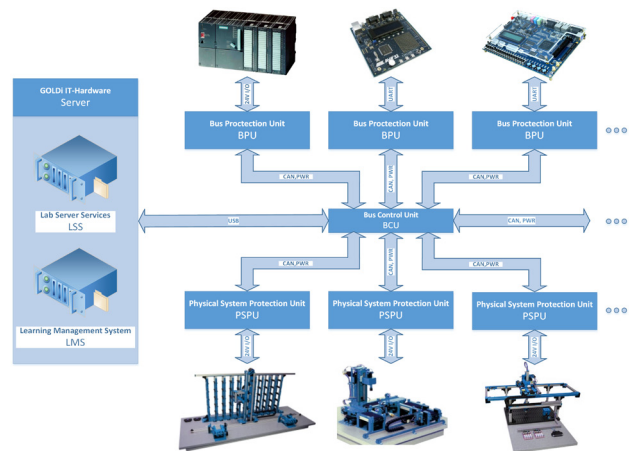 GOLDi IT-Hardware
Server
Lab Server Services
LSS
Learning Management System
LMS
24V I/O
UART
UART
Bus Proctection Unit
BPU
Bus Proctection Unit
BPU
Bus Proctection Unit
BPU
CAN,PWR
CAN, PWR
CAN,PWR
USB
Bus Control Unit
BCU
CAN, PWR
CAN,PWR
CAN, PWR
CAN,PWR
Physical System Protection Unit
PSPU
Physical System Protection Unit
PSPU
Physical System Protection Unit
PSPU
24V I/O
24V I/O
24V I/O